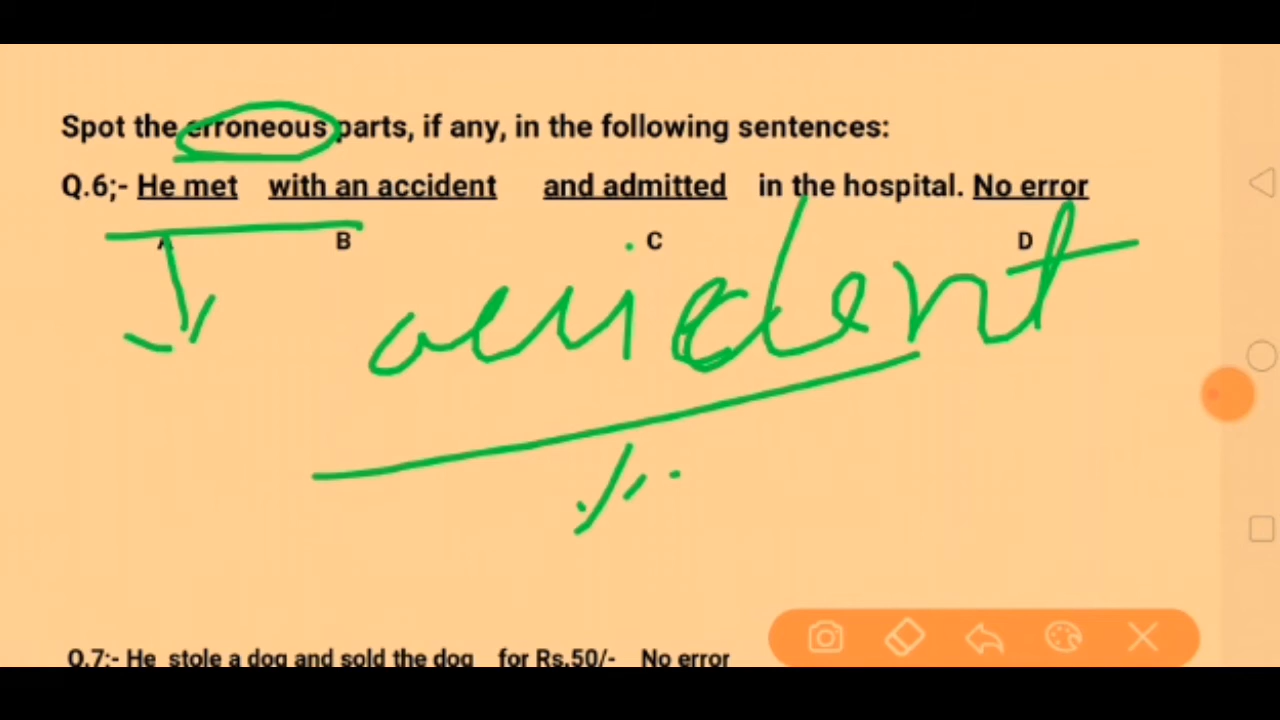 Spot the erroneous parts, if any, in the following sentences:
Q.6;- He met with an accident and admitted in the hospital. No error
A B C D
accident
Q.7:- He stole a dog and sold the dog for Rs.50/- No error